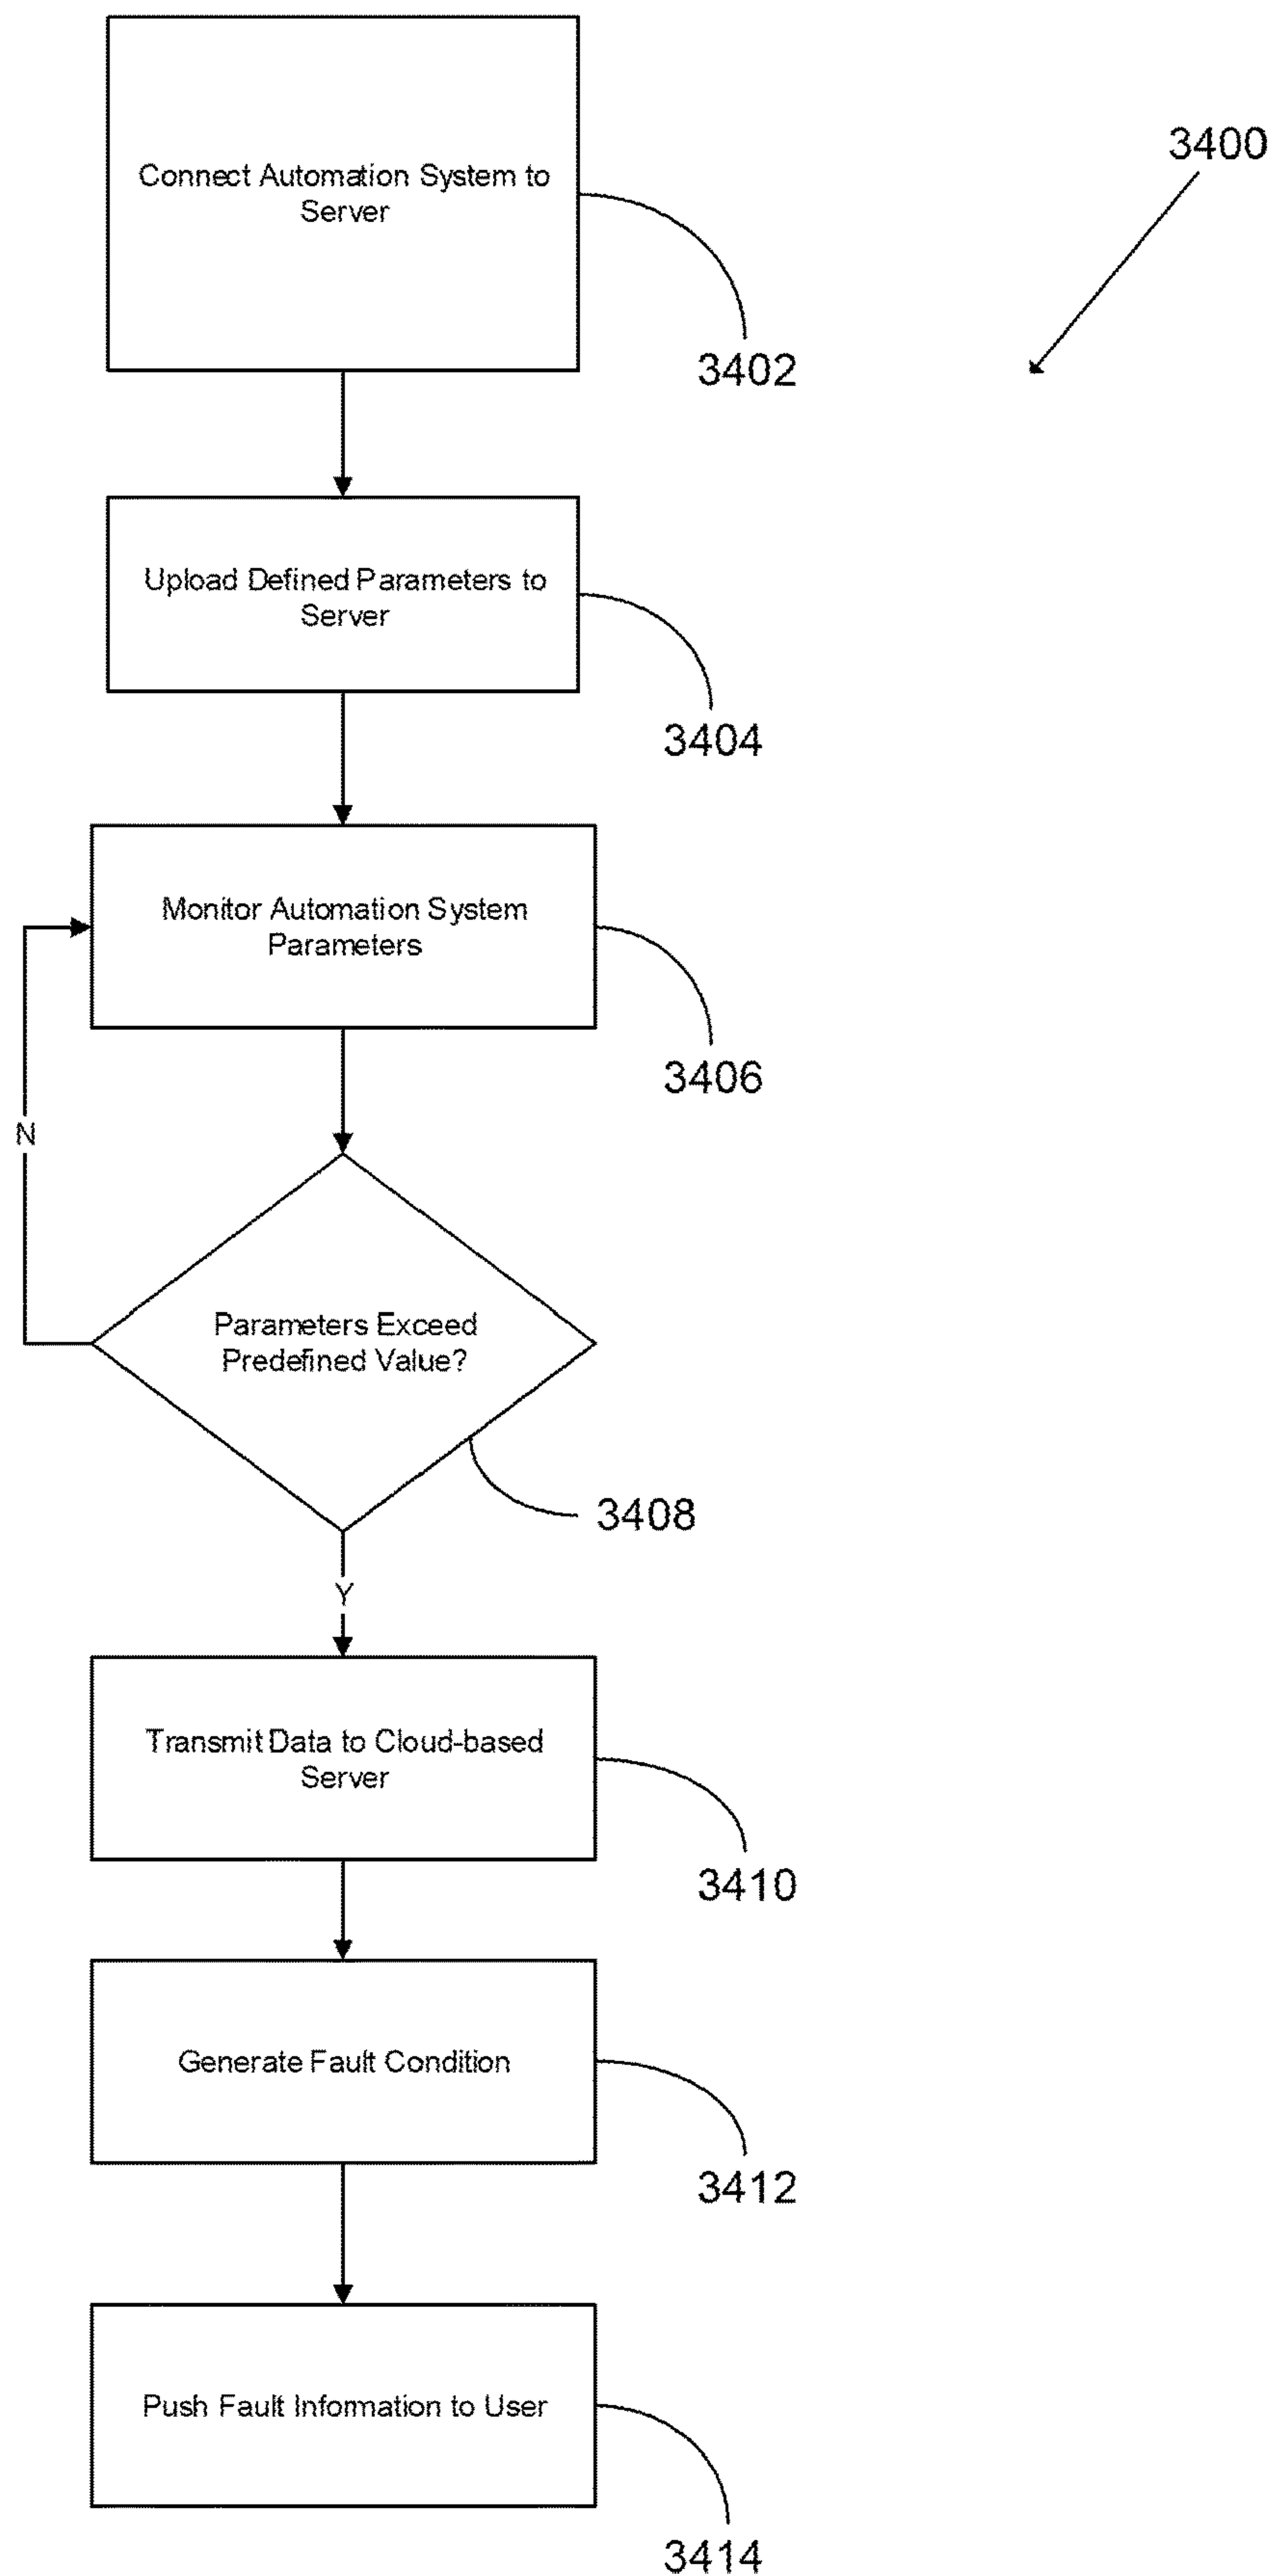 3400
Connect Automation System to
Server
3402
Upload Defined Parameters to
Server
3404
Monitor Automation System
Parameters
3406
N
Parameters Exceed
Predefined Value?
3408
Y
Transmit Data to Cloud-based
Server
3410
Generate Fault Condition
3412
Push Fault Information to User
3414